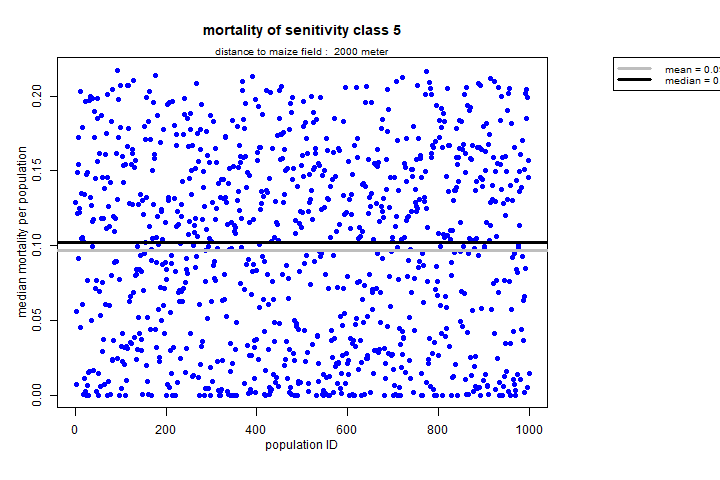 mortality of senitivity class 5
distance to maize field : 2000 meter
mean = 0.09
median = 0
median mortality per population
0.20
0.15
0.10
0.05
0.00
0 200 400 600 800 1000
population ID